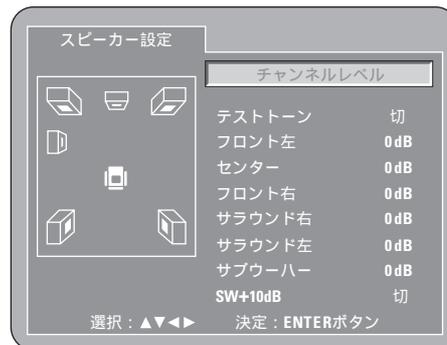 スピーカー設定
チャンネルレベル
テストトーン 切
フロント左 0dB
センター 0dB
フロント右 0dB
サラウンド右 0dB
サラウンド左 0dB
サブウーハー 0dB
SW+10dB 切
選択：▲▼◀▶ 決定：ENTERボタン